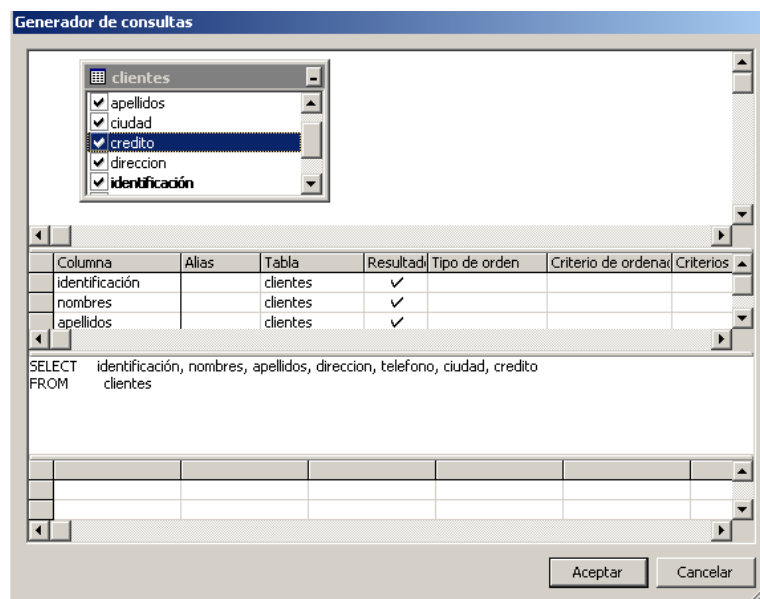 Generador de consultas
clientes
apellidos
ciudad
credito
direccion
identificación
Columna Alias Tabla Resultad Tipo de orden Criterio de ordena Criterios
identificación clientes
nombres clientes
apellidos clientes
SELECT identificación, nombres, apellidos, direccion, telefono, ciudad, credito
FROM clientes
Aceptar Cancelar